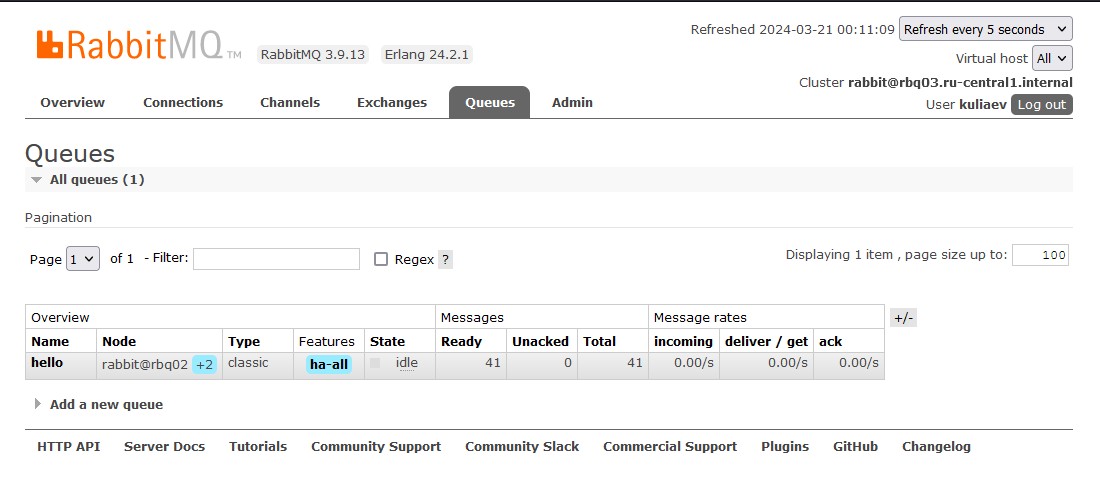 RabbitMQ TM RabbitMQ 3.9.13 Erlang 24.2.1
Refreshed 2024-03-21 00:11:09 Refresh every 5 seconds
Virtual host All
Cluster rabbit@rbq03.ru-central1.internal
User kuliaev Log out
Overview Connections Channels Exchanges Queues Admin
Queues
All queues (1)
Pagination
Page 1 of 1 - Filter: Regex ? Displaying 1 item , page size up to: 100
Overview Messages Message rates +/-
Name Node Type Features State Ready Unacked Total incoming deliver / get ack
hello rabbit@rbq02 +2 classic ha-all idle 41 0 41 0.00/s 0.00/s 0.00/s
Add a new queue
HTTP API Server Docs Tutorials Community Support Community Slack Commercial Support Plugins GitHub Changelog